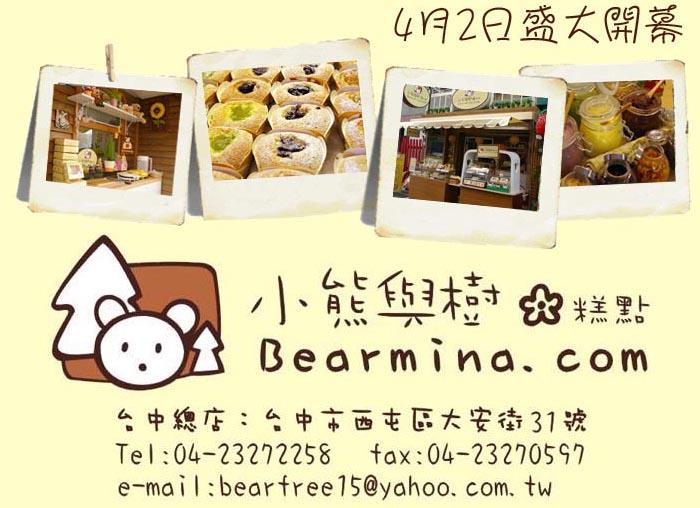 4月2日盛大開幕
小熊與樹 糕點
Bearmina.com
台中總店:台中市西屯區大安街31號
Tel:04-23272258 fax:04-23270597
e-mail:bearfree15@yahoo.com.tw